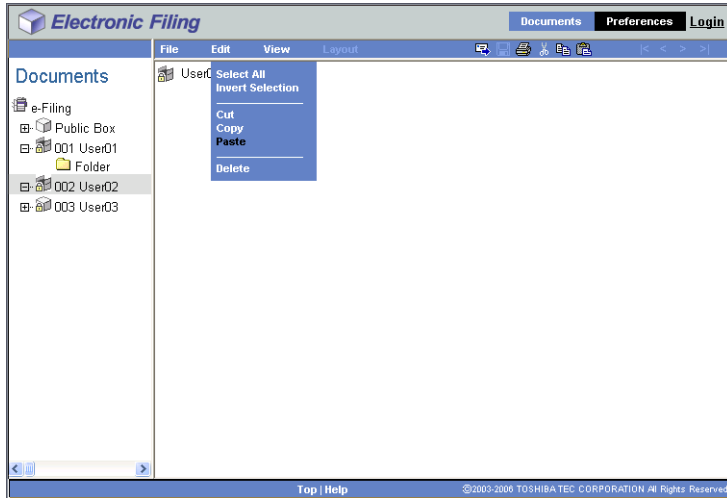 Electronic Filing
Documents Preferences Login
File Edit View Layout
|< < > >|
Documents
e-Filing
Public Box
001 User01
Folder
002 User02
003 User03
Select All
Invert Selection
Cut
Copy
Paste
Delete
Top | Help
©2003-2006 TOSHIBA TEC CORPORATION All Rights Reserved